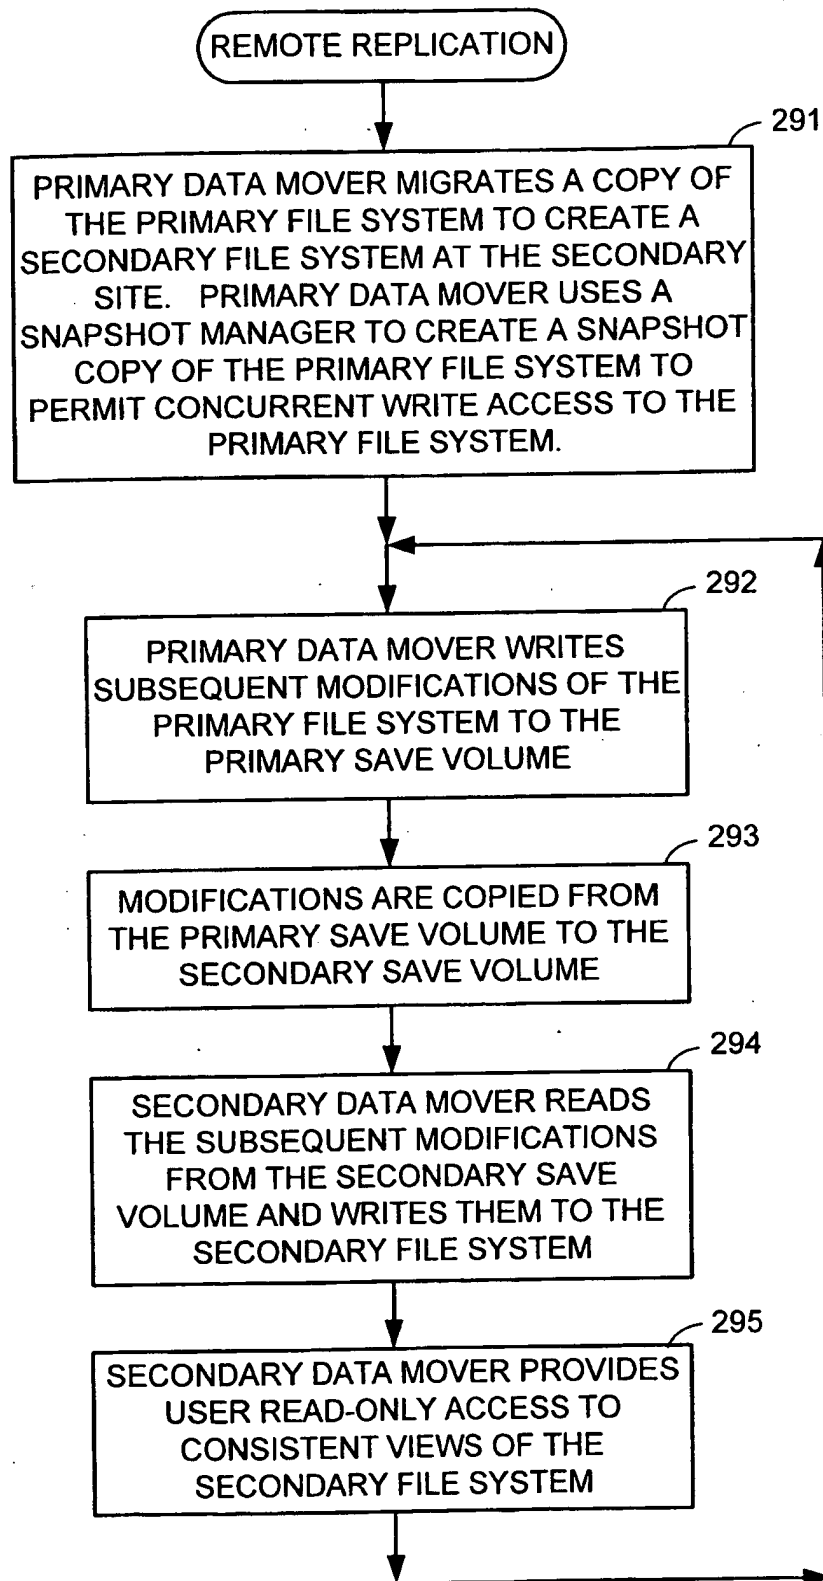 REMOTE REPLICATION
291
PRIMARY DATA MOVER MIGRATES A COPY OF
THE PRIMARY FILE SYSTEM TO CREATE A
SECONDARY FILE SYSTEM AT THE SECONDARY
SITE. PRIMARY DATA MOVER USES A
SNAPSHOT MANAGER TO CREATE A SNAPSHOT
COPY OF THE PRIMARY FILE SYSTEM TO
PERMIT CONCURRENT WRITE ACCESS TO THE
PRIMARY FILE SYSTEM.
292
PRIMARY DATA MOVER WRITES
SUBSEQUENT MODIFICATIONS OF THE
PRIMARY FILE SYSTEM TO THE
PRIMARY SAVE VOLUME
293
MODIFICATIONS ARE COPIED FROM
THE PRIMARY SAVE VOLUME TO THE
SECONDARY SAVE VOLUME
294
SECONDARY DATA MOVER READS
THE SUBSEQUENT MODIFICATIONS
FROM THE SECONDARY SAVE
VOLUME AND WRITES THEM TO THE
SECONDARY FILE SYSTEM
295
SECONDARY DATA MOVER PROVIDES
USER READ-ONLY ACCESS TO
CONSISTENT VIEWS OF THE
SECONDARY FILE SYSTEM